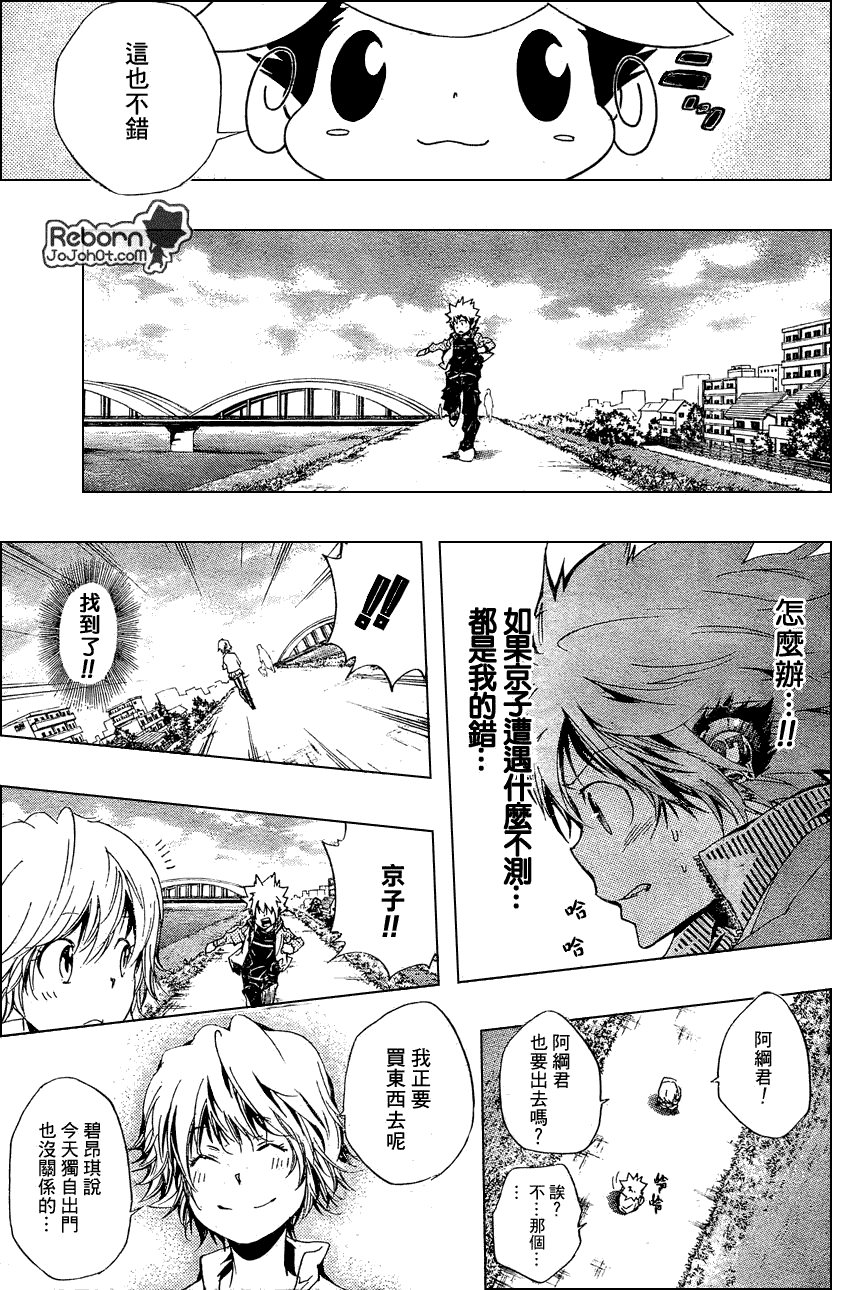 這也不錯
Reborn
JoJoHOt.com
怎麼辦…!!
如果京子遭遇什麼不測…
都是我的錯…
哈
哈
!!
找到了!!
京子!!
阿綱君!
阿綱君
也要出去嗎?
誒?
不…那個…
…
我正要
買東西去呢
碧昂琪說
今天獨自出門
也沒關係的…